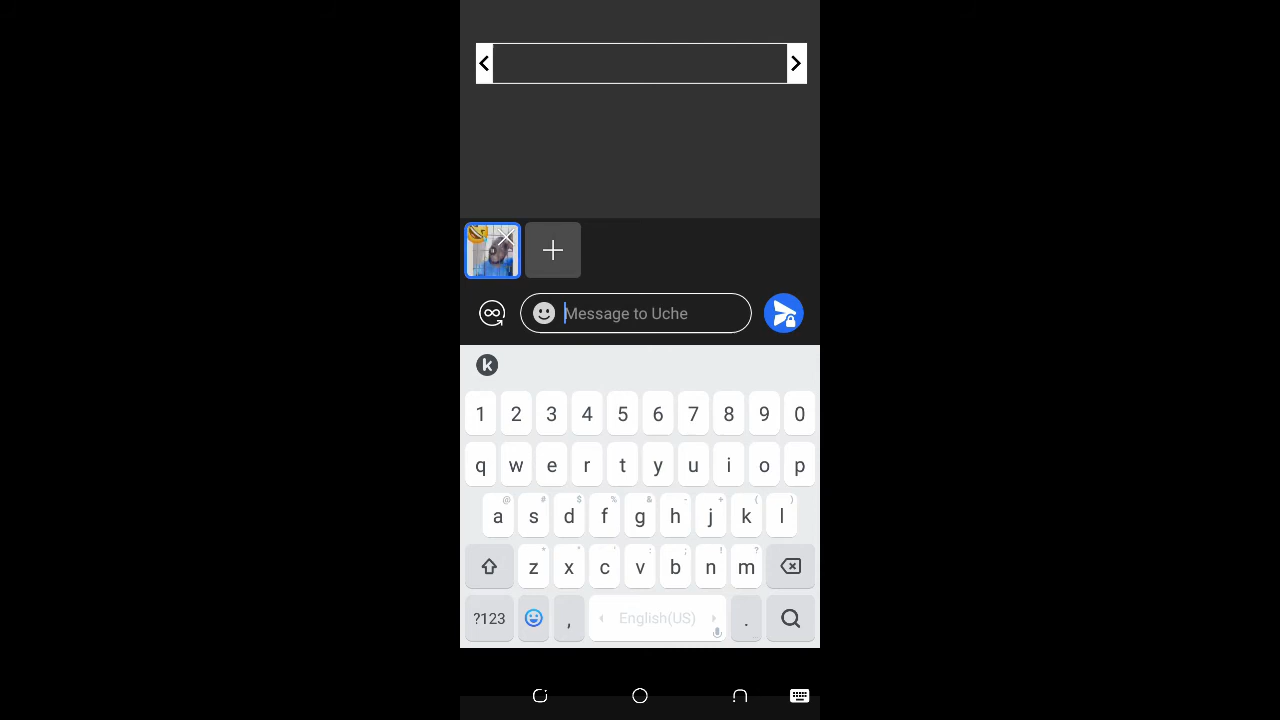 Message to Uche
k
1 2 3 4 5 6 7 8 9 0
q w e r t y u i o p
@ # $ % & - + ( )
a s d f g h j k l
* " ' : ; ! ?
z x c v b n m
?123 , English(US) .